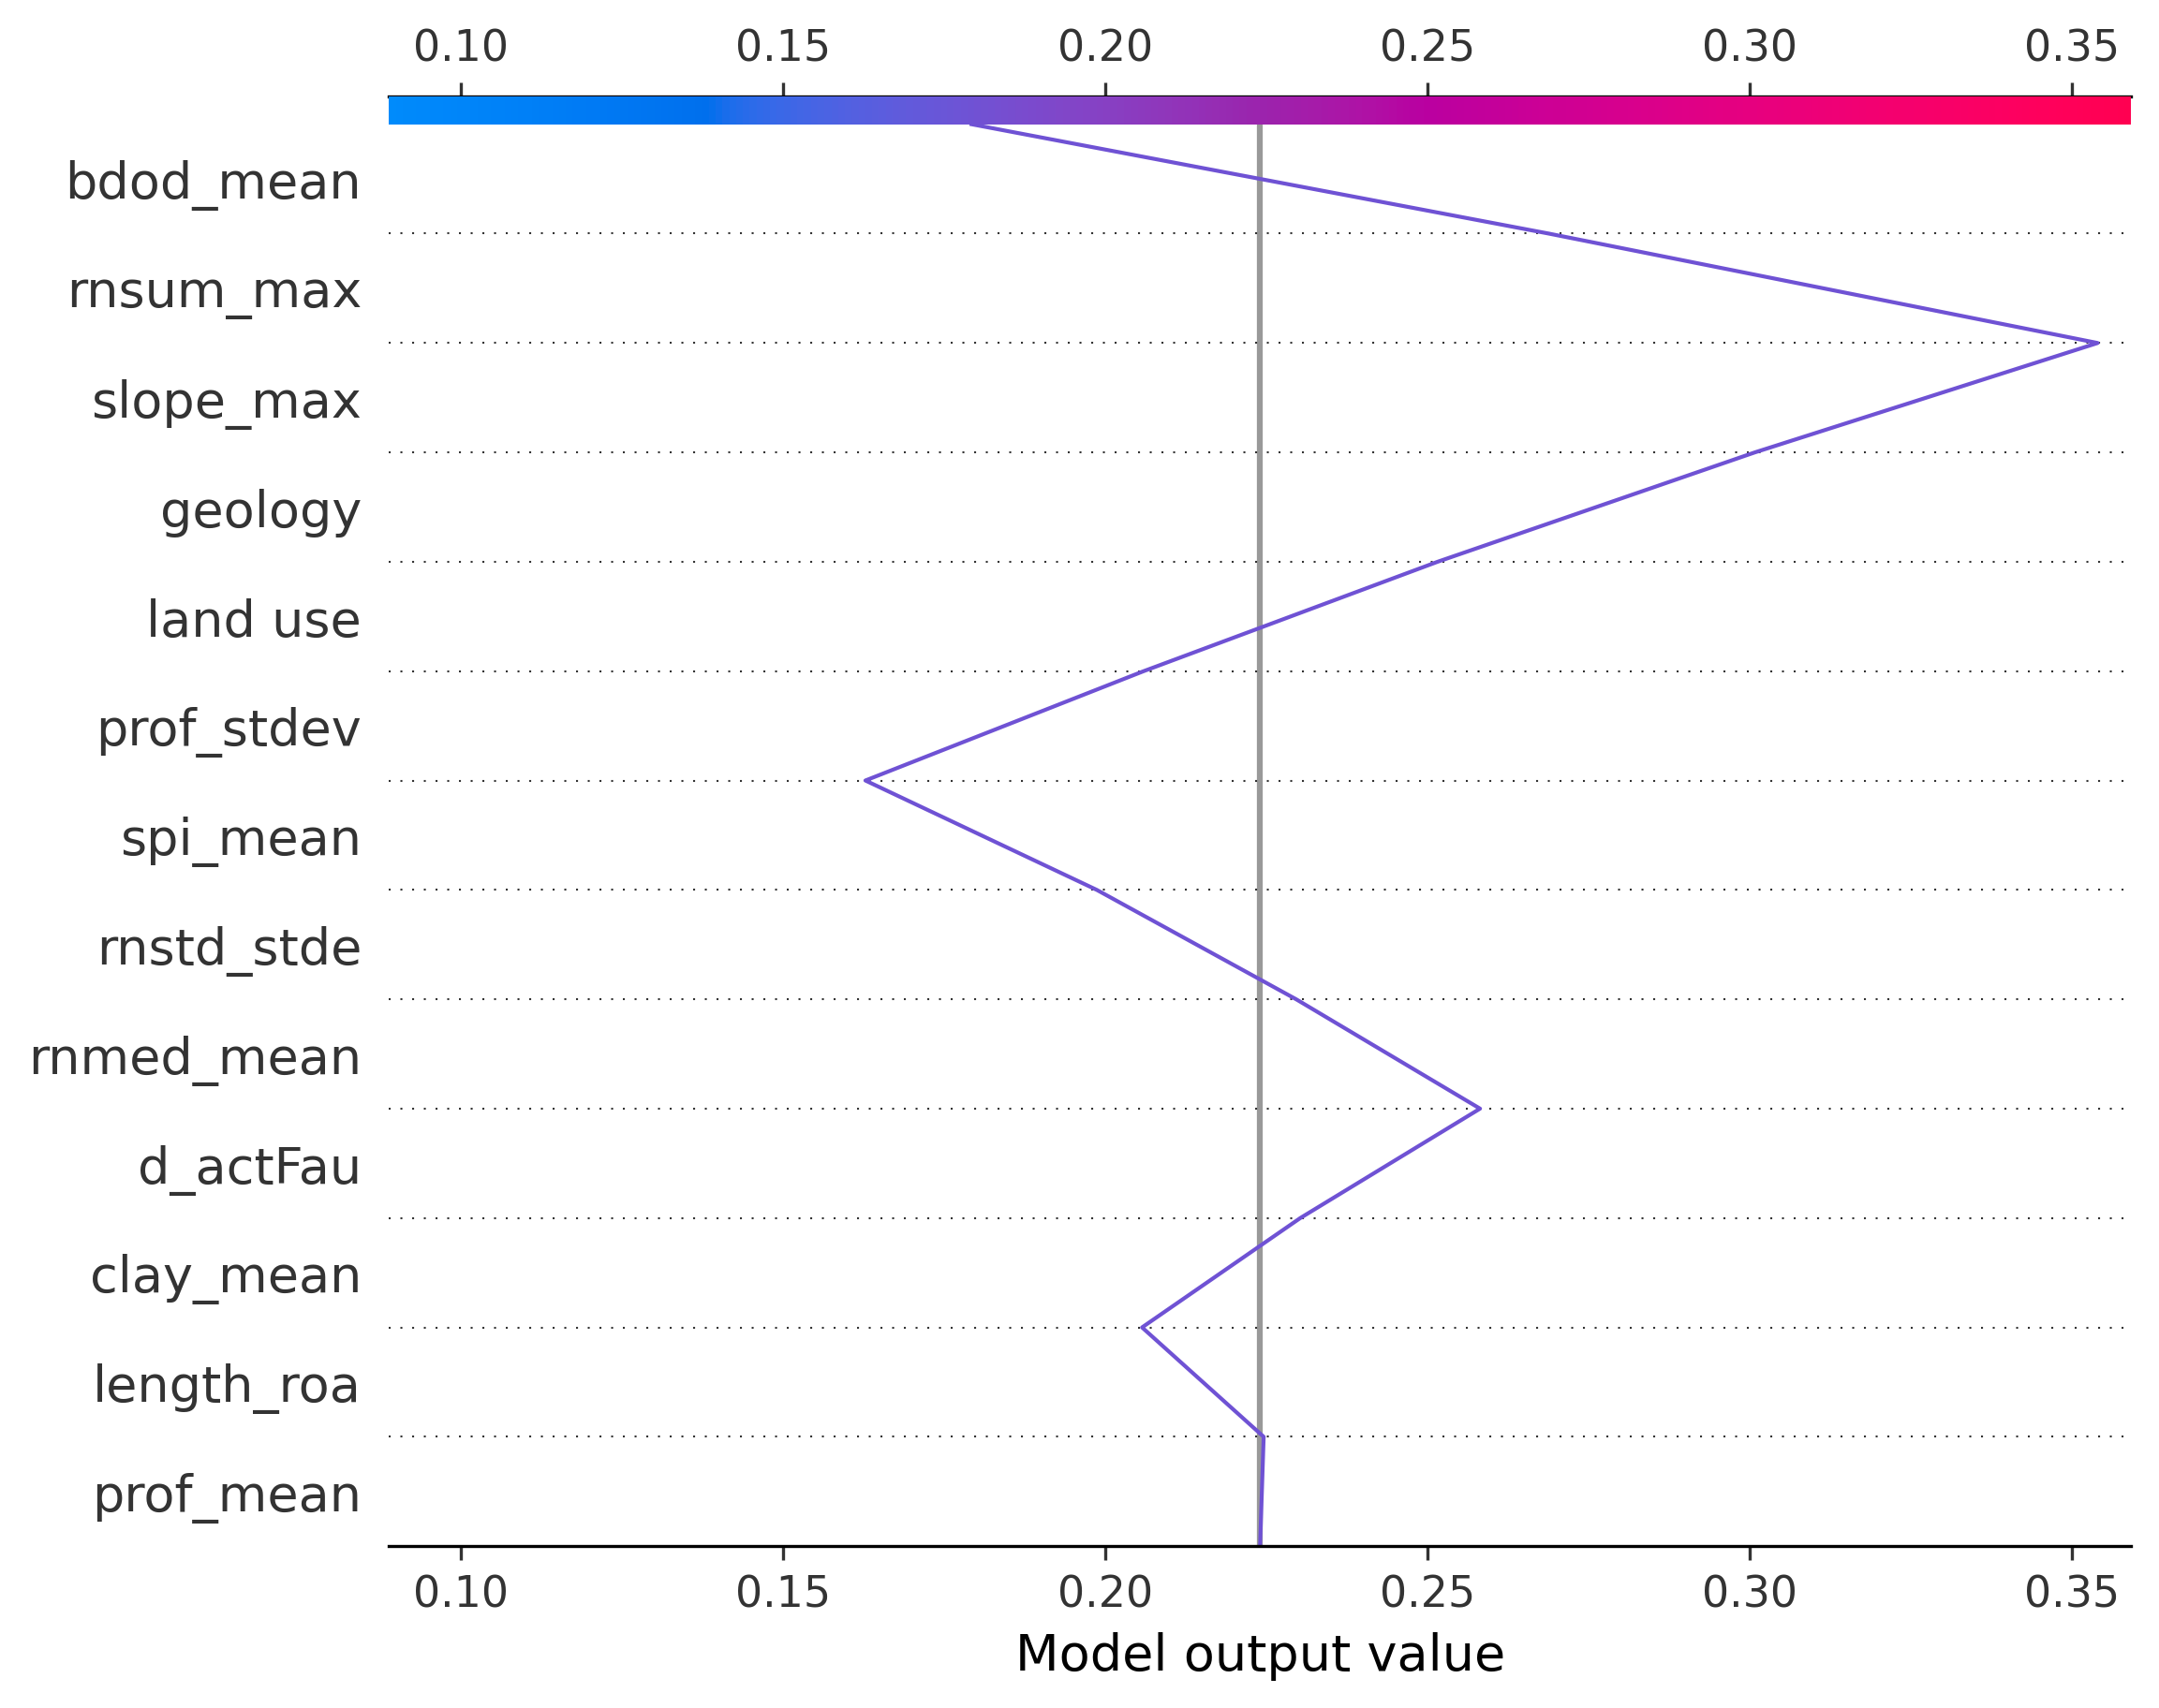 0.10 0.15 0.20 0.25 0.30 0.35
bdod_mean
rnsum_max
slope_max
geology
land use
prof_stdev
spi_mean
rnstd_stde
rnmed_mean
d_actFau
clay_mean
length_roa
prof_mean
0.10 0.15 0.20 0.25 0.30 0.35
Model output value